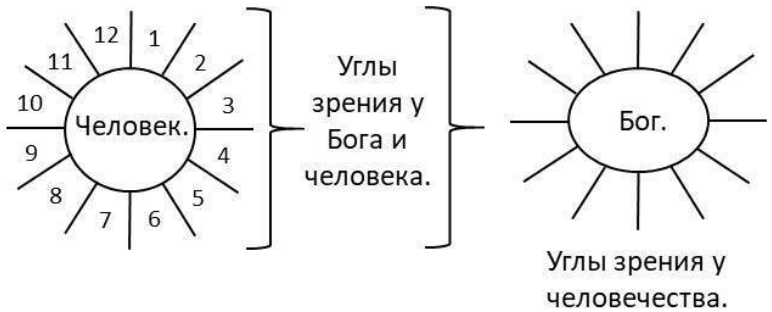 12 1
11 2
10 3
Человек.
9 4
8 5
7 6
Углы
зрения у
Бога и
человека.
Бог.
Углы зрения у
человечества.